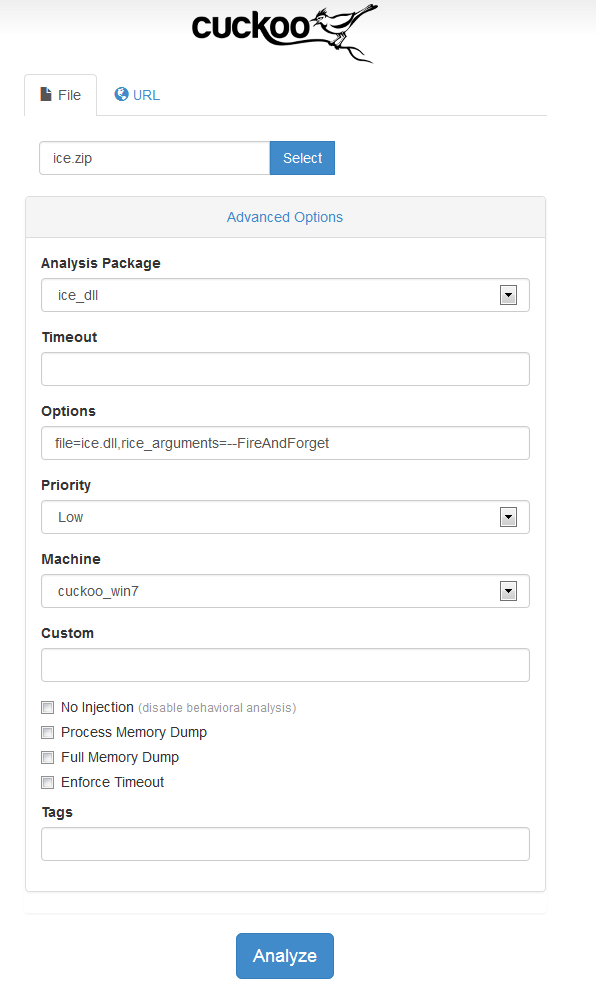 cuckoo
File URL
ice.zip Select
Advanced Options
Analysis Package
ice_dll
Timeout
Options
file=ice.dll,rice_arguments=--FireAndForget
Priority
Low
Machine
cuckoo_win7
Custom
No Injection (disable behavioral analysis)
Process Memory Dump
Full Memory Dump
Enforce Timeout
Tags
Analyze